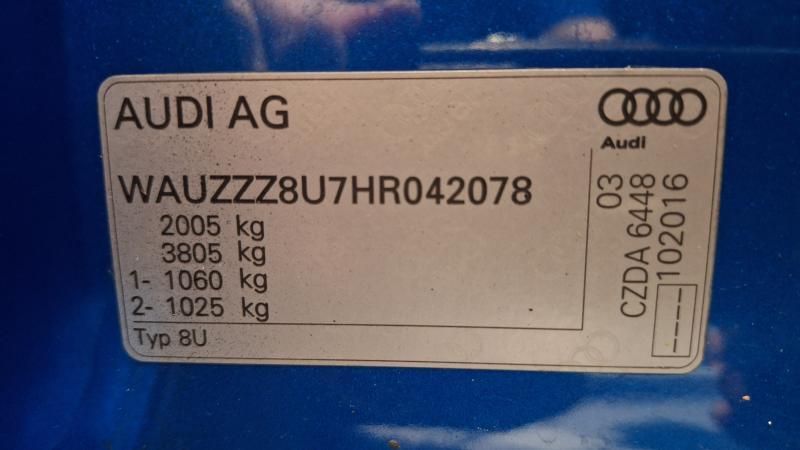 AUDI AG
Audi
WAUZZZ8U7HR042078
2005 kg
3805 kg
1- 1060 kg
2- 1025 kg
Typ 8U
03
CZDA 6448
102016
----